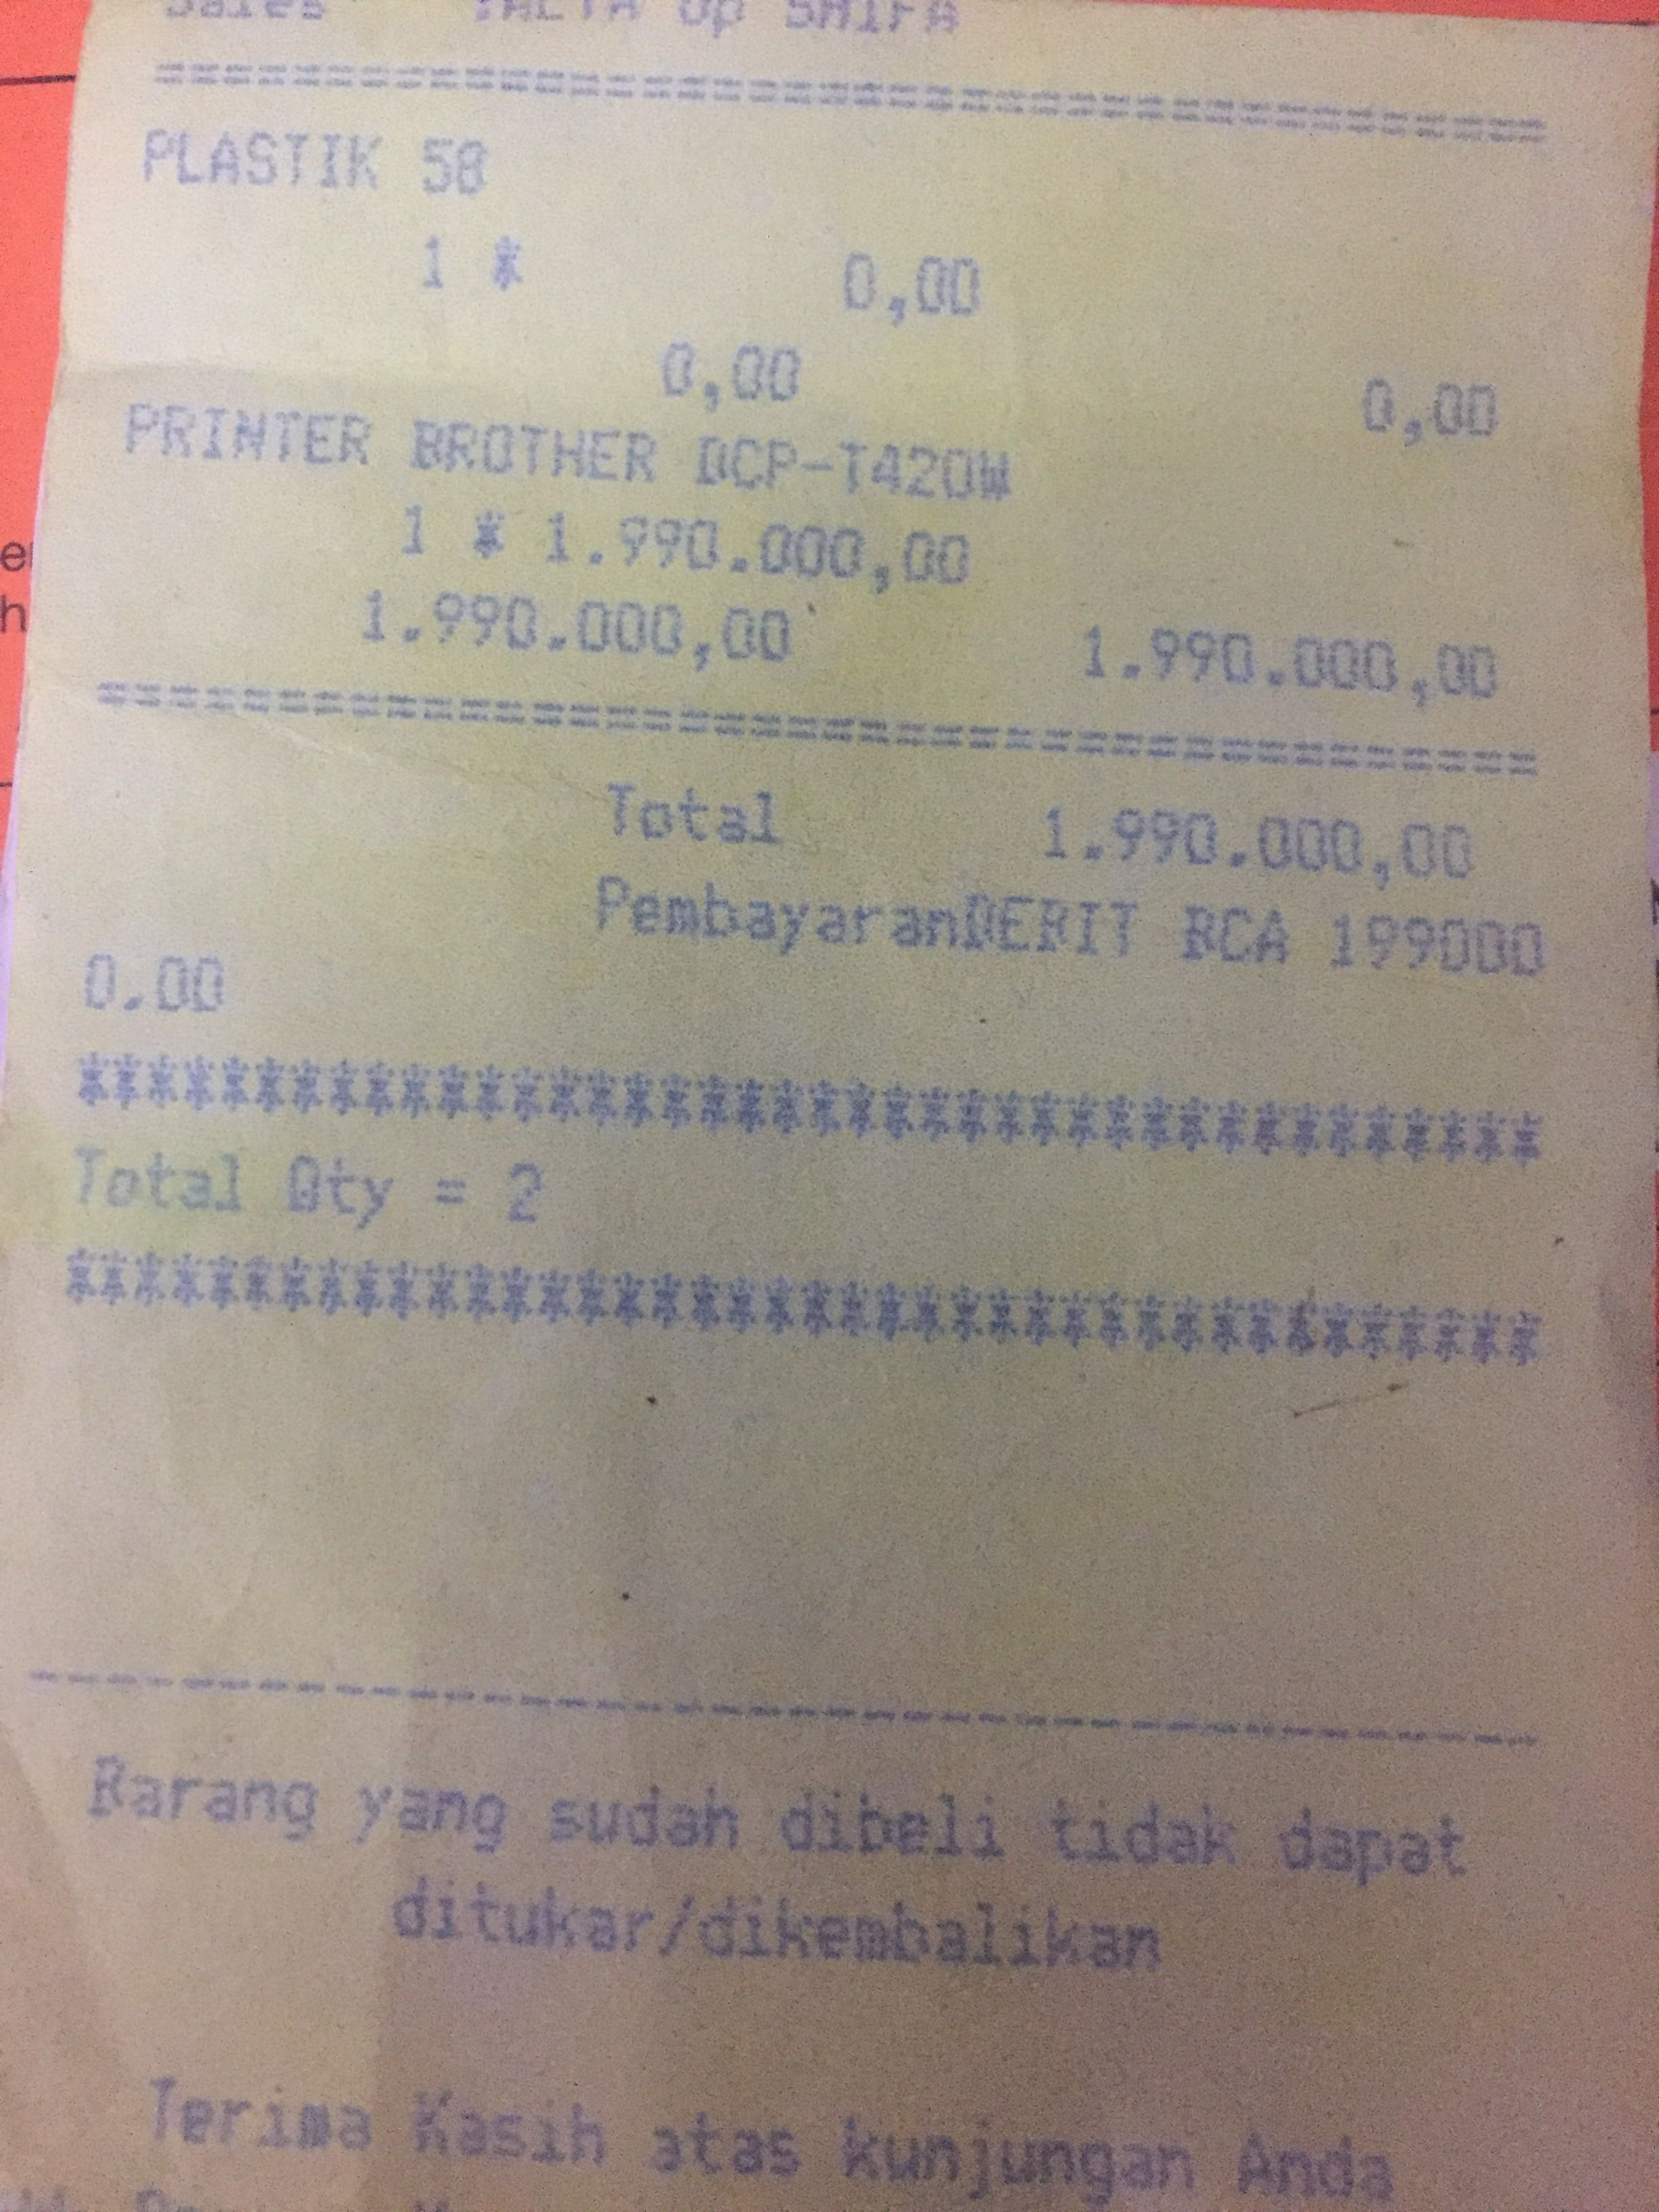 Sales
PLASTIK 58
1 * 0,00
0,00 0,00
PRINTER BROTHER DCP-T420W
1 * 1.990.000,00
1.990.000,00 1.990.000,00
Total 1.990.000,00
PembayaranDEBIT BCA 199000
0.00
****************************************
Total Qty = 2
****************************************
Barang yang sudah dibeli tidak dapat
ditukar/dikembalikan
Terima Kasih atas kunjungan Anda